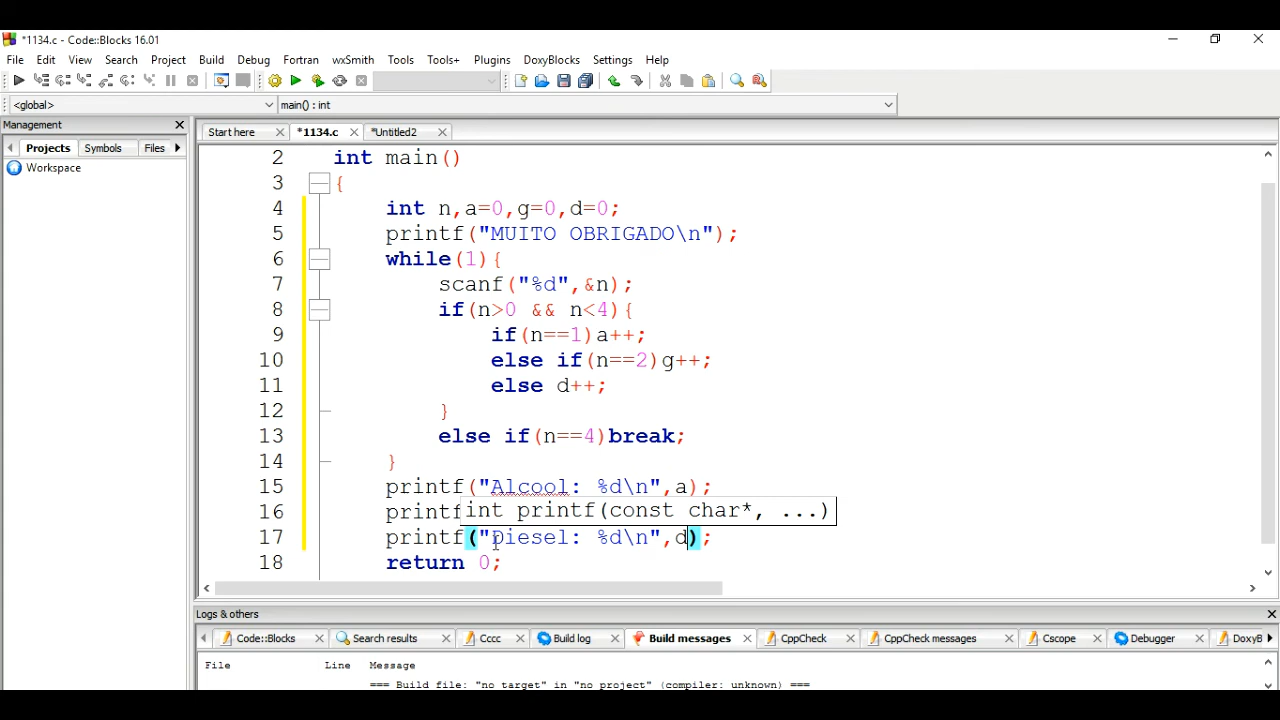 *1134.c - Code::Blocks 16.01
File Edit View Search Project Build Debug Fortran wxSmith Tools Tools+ Plugins DoxyBlocks Settings Help
<global> main() : int
Management
Start here *1134.c *Untitled2
Projects Symbols Files
Workspace
2 int main()
3 {
4 int n,a=0,g=0,d=0;
5 printf("MUITO OBRIGADO\n");
6 while(1){
7 scanf("%d",&n);
8 if(n>0 && n<4){
9 if(n==1)a++;
10 else if(n==2)g++;
11 else d++;
12 }
13 else if(n==4)break;
14 }
15 printf("Alcool: %d\n",a);
16 printf
int printf(const char*, ...)
17 printf("Diesel: %d\n",d);
18 return 0;
Logs & others
Code::Blocks Search results Cccc Build log Build messages CppCheck CppCheck messages Cscope Debugger DoxyB
File Line Message
=== Build file: "no target" in "no project" (compiler: unknown) ===